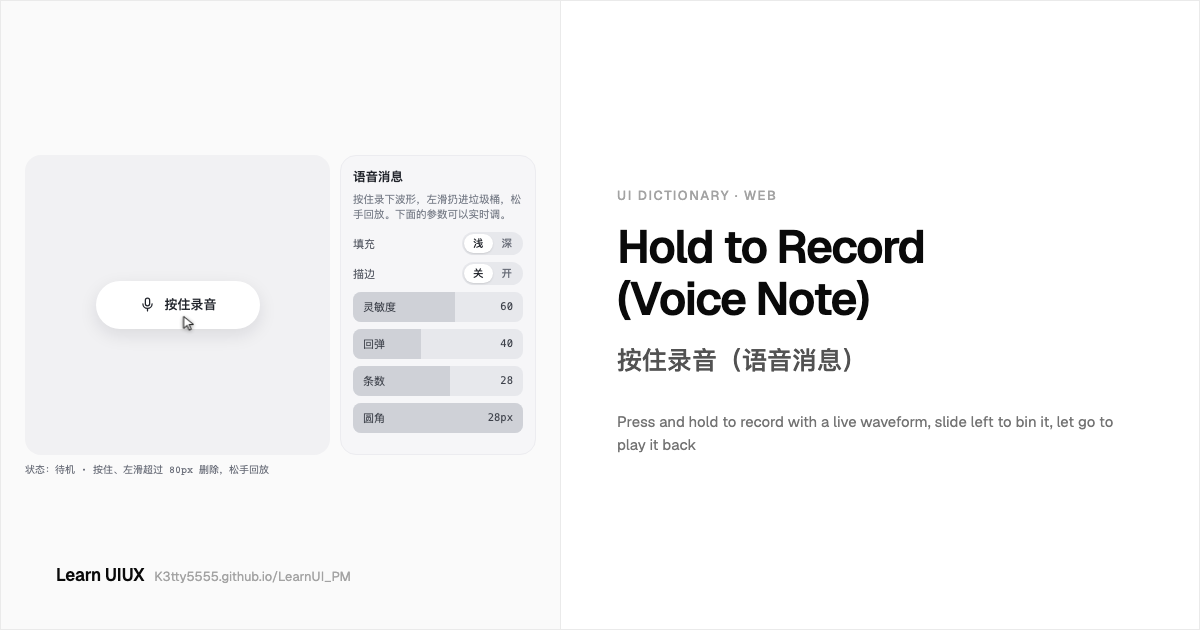 按住录音
语音消息
按住录下波形，左滑扔进垃圾桶，松
手回放。下面的参数可以实时调。
填充 浅 深
描边 关 开
灵敏度 60
回弹 40
条数 28
圆角 28px
状态：待机 · 按住、左滑超过 80px 删除，松手回放
Learn UIUX K3tty5555.github.io/LearnUI_PM
UI DICTIONARY · WEB
Hold to Record
(Voice Note)
按住录音（语音消息）
Press and hold to record with a live waveform, slide left to bin it, let go to
play it back